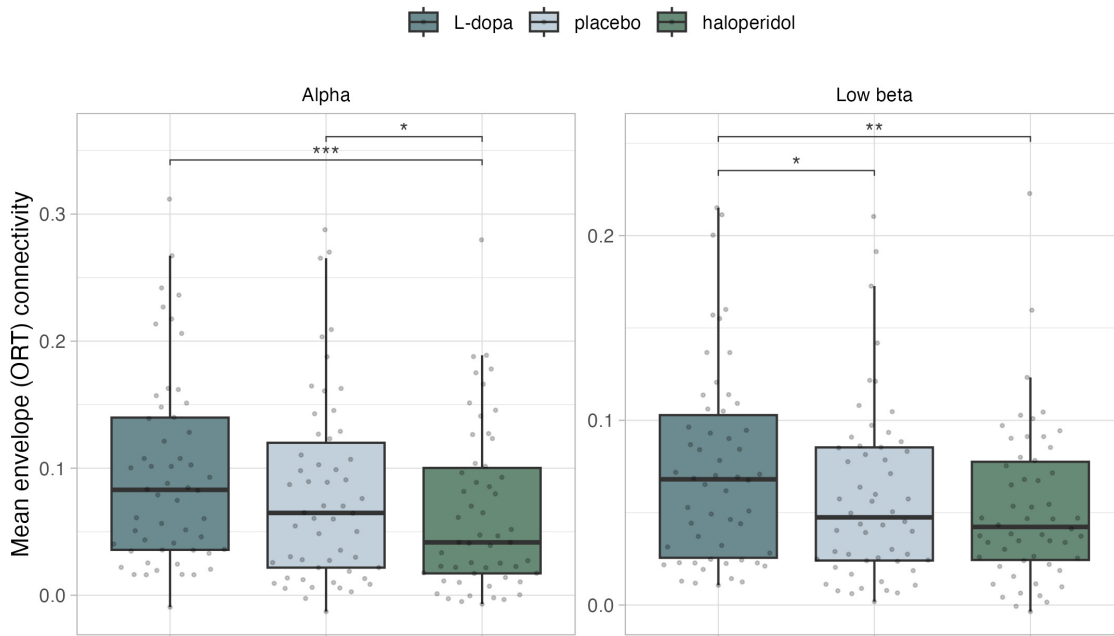 L-dopa placebo haloperidol
Alpha
Low beta
Mean envelope (ORT) connectivity
*
***
0.3
0.2
0.1
0.0
**
*
0.2
0.1
0.0